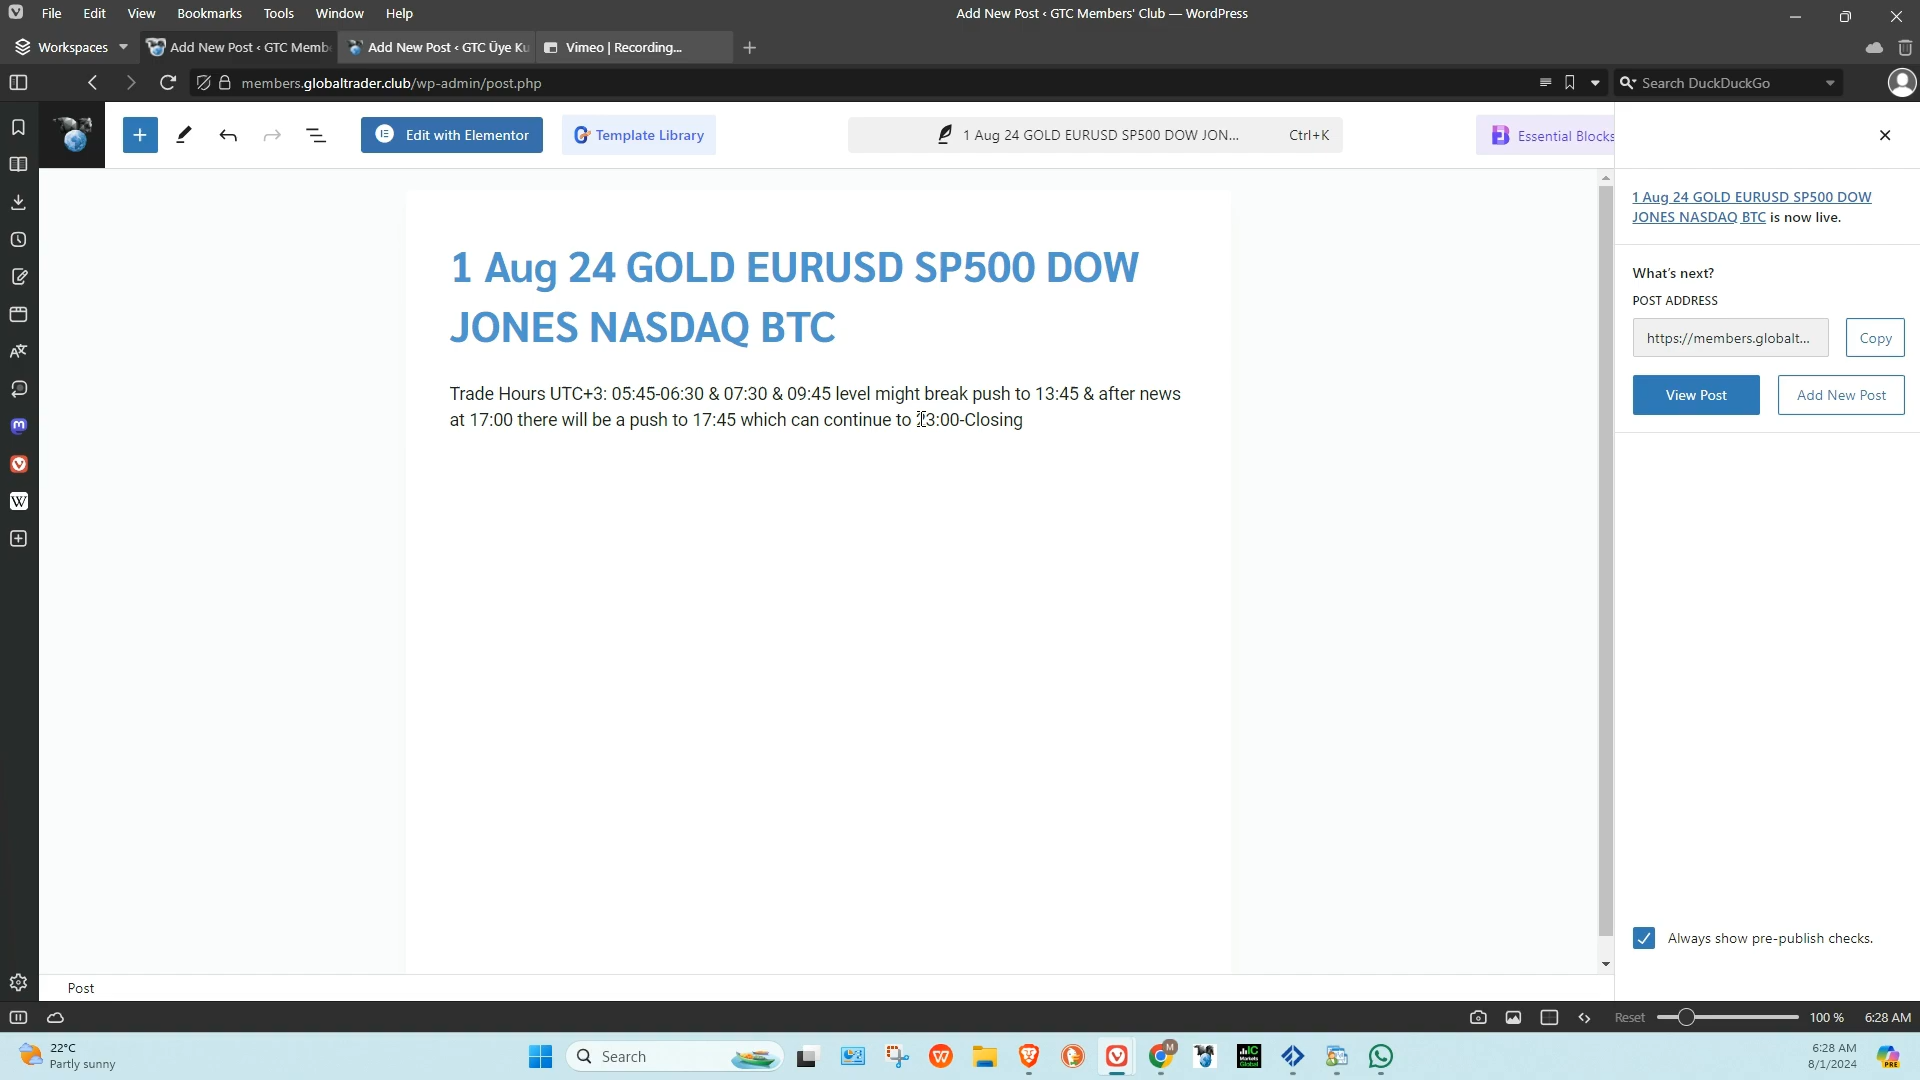 File Edit View Bookmarks Tools Window Help
Add New Post ‹ GTC Members' Club — WordPress
Workspaces
Add New Post ‹ GTC Memb
Add New Post ‹ GTC Üye Ku
Vimeo | Recording...
members.globaltrader.club/wp-admin/post.php
Search DuckDuckGo
Edit with Elementor
Template Library
1 Aug 24 GOLD EURUSD SP500 DOW JON...
Ctrl+K
Essential Blocks
1 Aug 24 GOLD EURUSD SP500 DOW
JONES NASDAQ BTC is now live.
1 Aug 24 GOLD EURUSD SP500 DOW
JONES NASDAQ BTC
Trade Hours UTC+3: 05:45-06:30 & 07:30 & 09:45 level might break push to 13:45 & after news
at 17:00 there will be a push to 17:45 which can continue to 23:00-Closing
What's next?
POST ADDRESS
https://members.globalt...
Copy
View Post
Add New Post
Always show pre-publish checks.
Post
Reset
100 %
6:28 AM
22°C
Partly sunny
Search
6:28 AM
8/1/2024